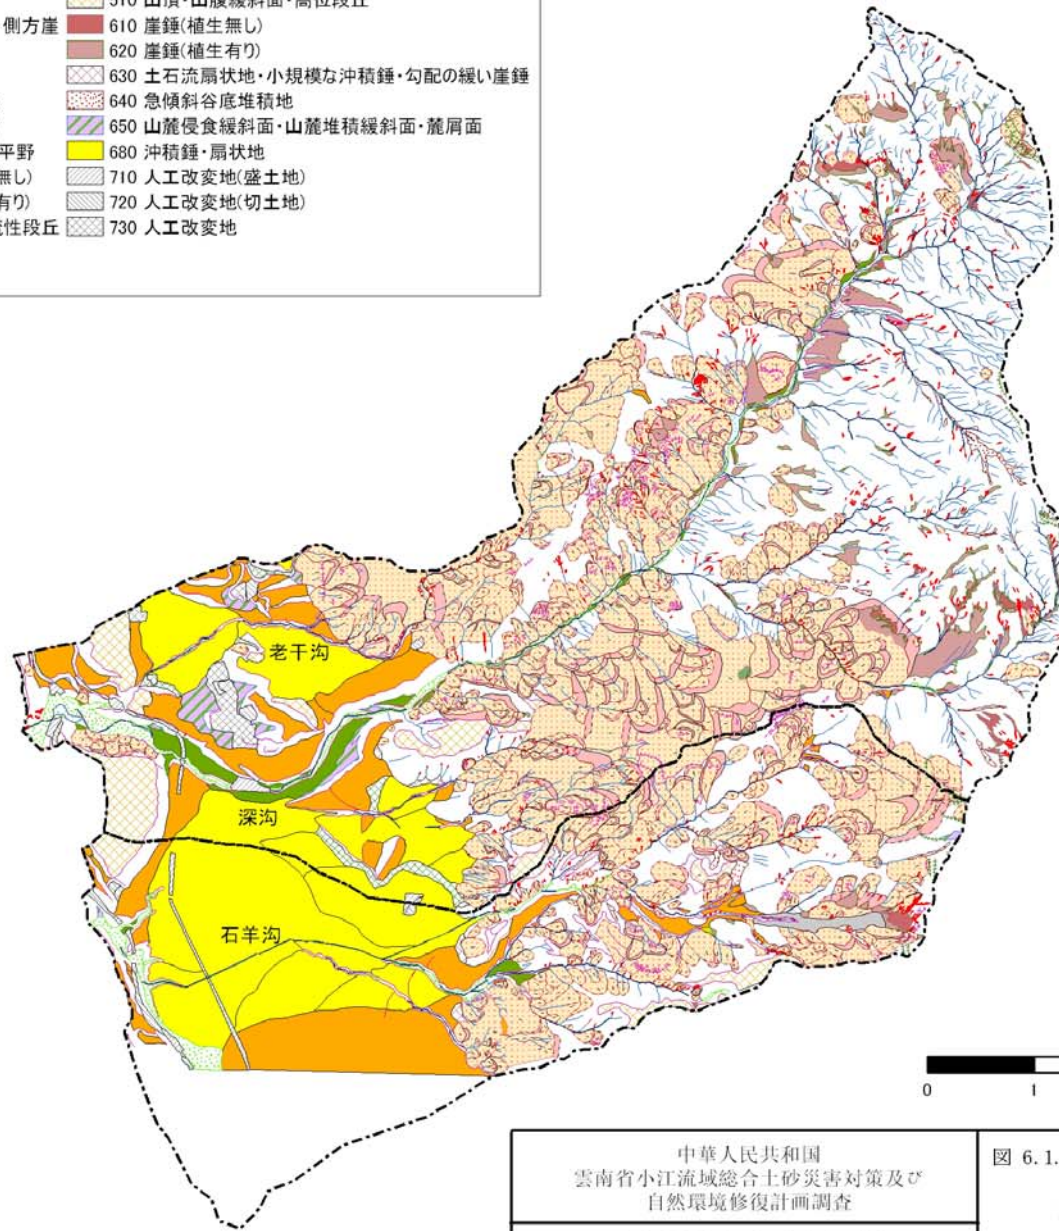 510 山頂・山腹緩斜面・高位段丘
側方崖
610 崖錐(植生無し)
620 崖錐(植生有り)
630 土石流扇状地・小規模な沖積錐・勾配の緩い崖錐
640 急傾斜谷底堆積地
650 山麓侵食緩斜面・山麓堆積緩斜面・麓屑面
平野
680 沖積錐・扇状地
無し)
710 人工改変地(盛土地)
有り)
720 人工改変地(切土地)
性段丘
730 人工改変地
老干沟
深沟
石羊沟
0 1
中華人民共和国
雲南省小江流域総合土砂災害対策及び
自然環境修復計画調査
図 6.1.